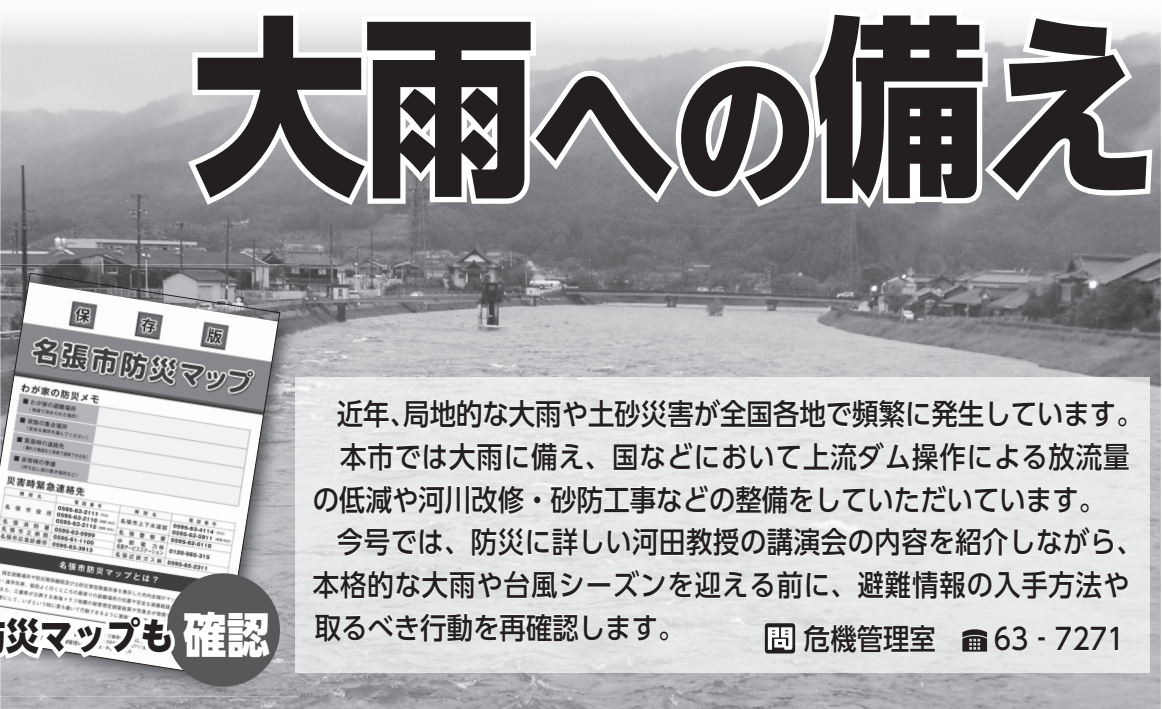 大雨への備え
保存版
名張市防災マップ
わが家の防災メモ
災害時緊急連絡先
名張市防災マップとは？
災マップも
確認
近年、局地的な大雨や土砂災害が全国各地で頻繁に発生しています。
本市では大雨に備え、国などにおいて上流ダム操作による放流量
の低減や河川改修・砂防工事などの整備をしていただいています。
今号では、防災に詳しい河田教授の講演会の内容を紹介しながら、
本格的な大雨や台風シーズンを迎える前に、避難情報の入手方法や
取るべき行動を再確認します。
問 危機管理室 ☎63 - 7271